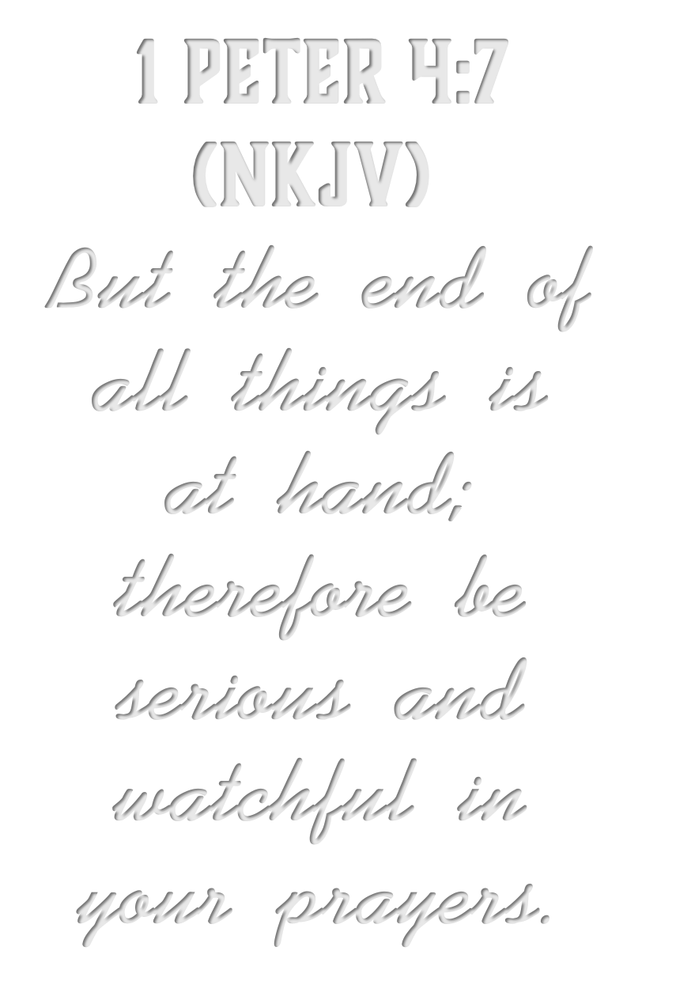 1 PETER 4:7
(NKJV)
But the end of
all things is
at hand;
therefore be
serious and
watchful in
your prayers.